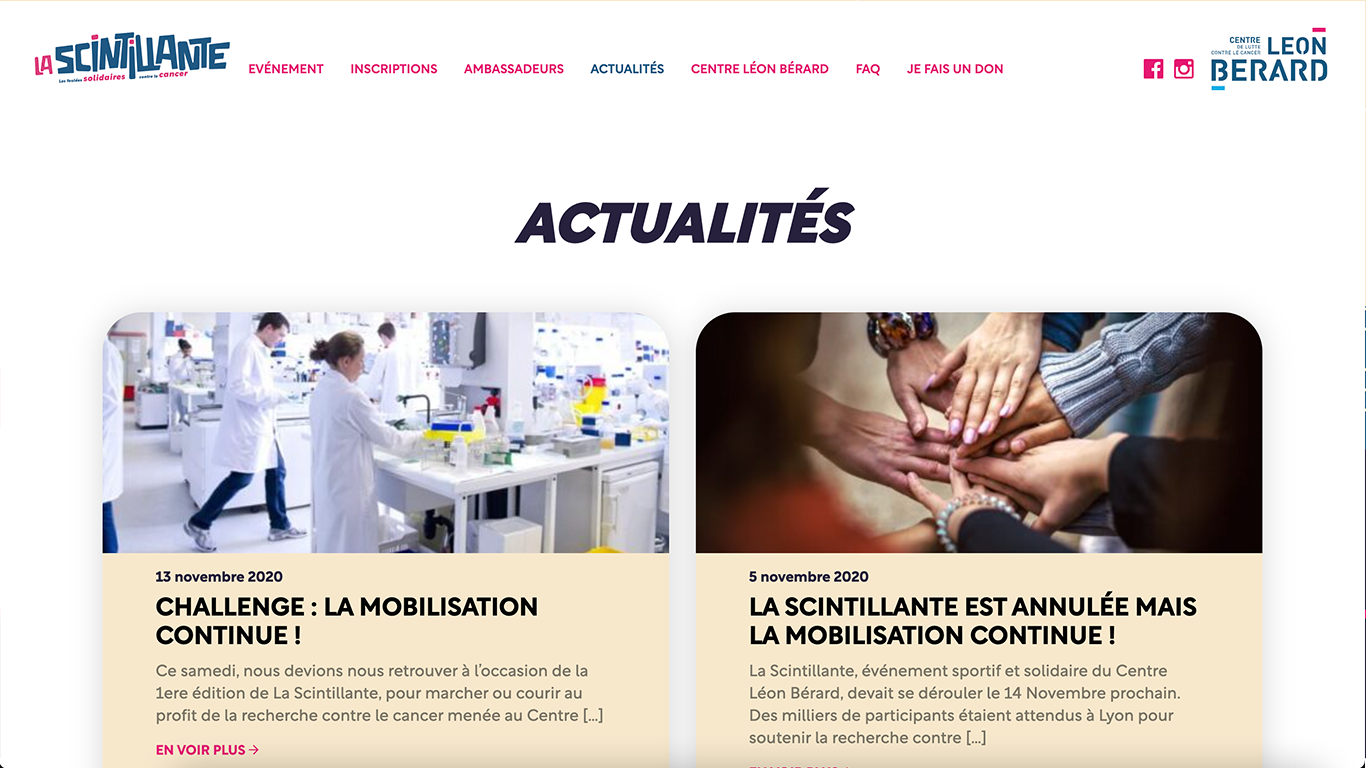 LA SCINTILLANTE
Les foulées solidaires contre le cancer
EVÉNEMENT
INSCRIPTIONS
AMBASSADEURS
ACTUALITÉS
CENTRE LÉON BÉRARD
FAQ
JE FAIS UN DON
CENTRE
DE LUTTE
CONTRE LE CANCER
LEON
BERARD
ACTUALITÉS
13 novembre 2020
CHALLENGE : LA MOBILISATION
CONTINUE !
Ce samedi, nous devions nous retrouver à l’occasion de la
1ere édition de La Scintillante, pour marcher ou courir au
profit de la recherche contre le cancer menée au Centre [...]
EN VOIR PLUS →
5 novembre 2020
LA SCINTILLANTE EST ANNULÉE MAIS
LA MOBILISATION CONTINUE !
La Scintillante, événement sportif et solidaire du Centre
Léon Bérard, devait se dérouler le 14 Novembre prochain.
Des milliers de participants étaient attendus à Lyon pour
soutenir la recherche contre [...]